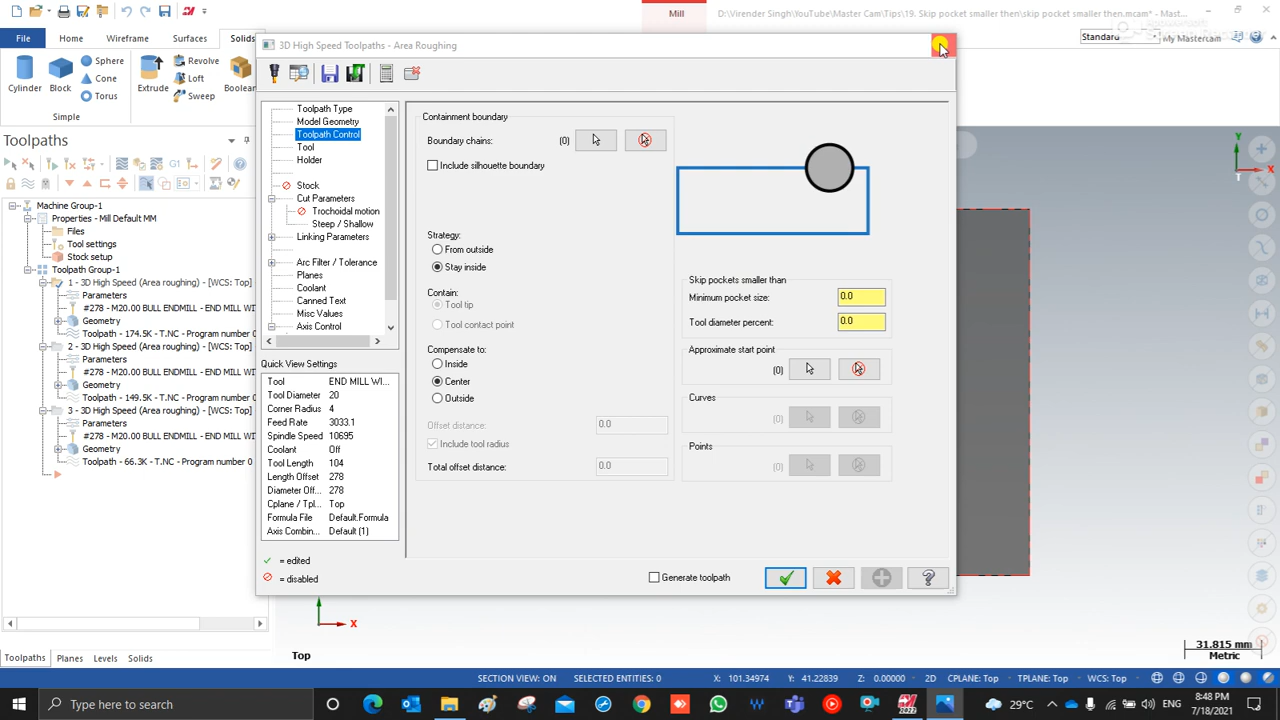 Mill
D:\Virender Singh\YouTube\Master Cam\Tips\19. Skip pocket smaller then\skip pocket smaller then.mcam* - Mast...
File
Home
Wireframe
Surfaces
Solids
Standard
My Mastercam
Cylinder
Block
Sphere
Cone
Torus
Extrude
Revolve
Loft
Sweep
Boolean
Simple
Toolpaths
Machine Group-1
Properties - Mill Default MM
Files
Tool settings
Stock setup
Toolpath Group-1
1 - 3D High Speed (Area roughing) - [WCS: Top]
Parameters
#278 - M20.00 BULL ENDMILL - END MILL WI
Geometry
Toolpath - 174.5K - T.NC - Program number 0
2 - 3D High Speed (Area roughing) - [WCS: Top]
Parameters
#278 - M20.00 BULL ENDMILL - END MILL WI
Geometry
Toolpath - 149.5K - T.NC - Program number 0
3 - 3D High Speed (Area roughing) - [WCS: Top]
Parameters
#278 - M20.00 BULL ENDMILL - END MILL WI
Geometry
Toolpath - 66.3K - T.NC - Program number 0
3D High Speed Toolpaths - Area Roughing
Toolpath Type
Model Geometry
Toolpath Control
Tool
Holder
Stock
Cut Parameters
Trochoidal motion
Steep / Shallow
Linking Parameters
Arc Filter / Tolerance
Planes
Coolant
Canned Text
Misc Values
Axis Control
Quick View Settings
Tool END MILL WI...
Tool Diameter 20
Corner Radius 4
Feed Rate 3033.1
Spindle Speed 10695
Coolant Off
Tool Length 104
Length Offset 278
Diameter Off... 278
Cplane / Tpl... Top
Formula File Default.Formula
Axis Combin... Default (1)
= edited
= disabled
Containment boundary
Boundary chains: (0)
Include silhouette boundary
Strategy:
From outside
Stay inside
Contain:
Tool tip
Tool contact point
Compensate to:
Inside
Center
Outside
Offset distance: 0.0
Include tool radius
Total offset distance: 0.0
Skip pockets smaller than
Minimum pocket size: 0.0
Tool diameter percent: 0.0
Approximate start point
(0)
Curves
(0)
Points
(0)
Generate toolpath
Y
X
T
X
Top
31.815 mm
Metric
Toolpaths Planes Levels Solids
SECTION VIEW: ON SELECTED ENTITIES: 0 X: 101.34974 Y: 41.22839 Z: 0.00000 2D CPLANE: Top TPLANE: Top WCS: Top
Type here to search
29°C
ENG
8:48 PM
7/18/2021